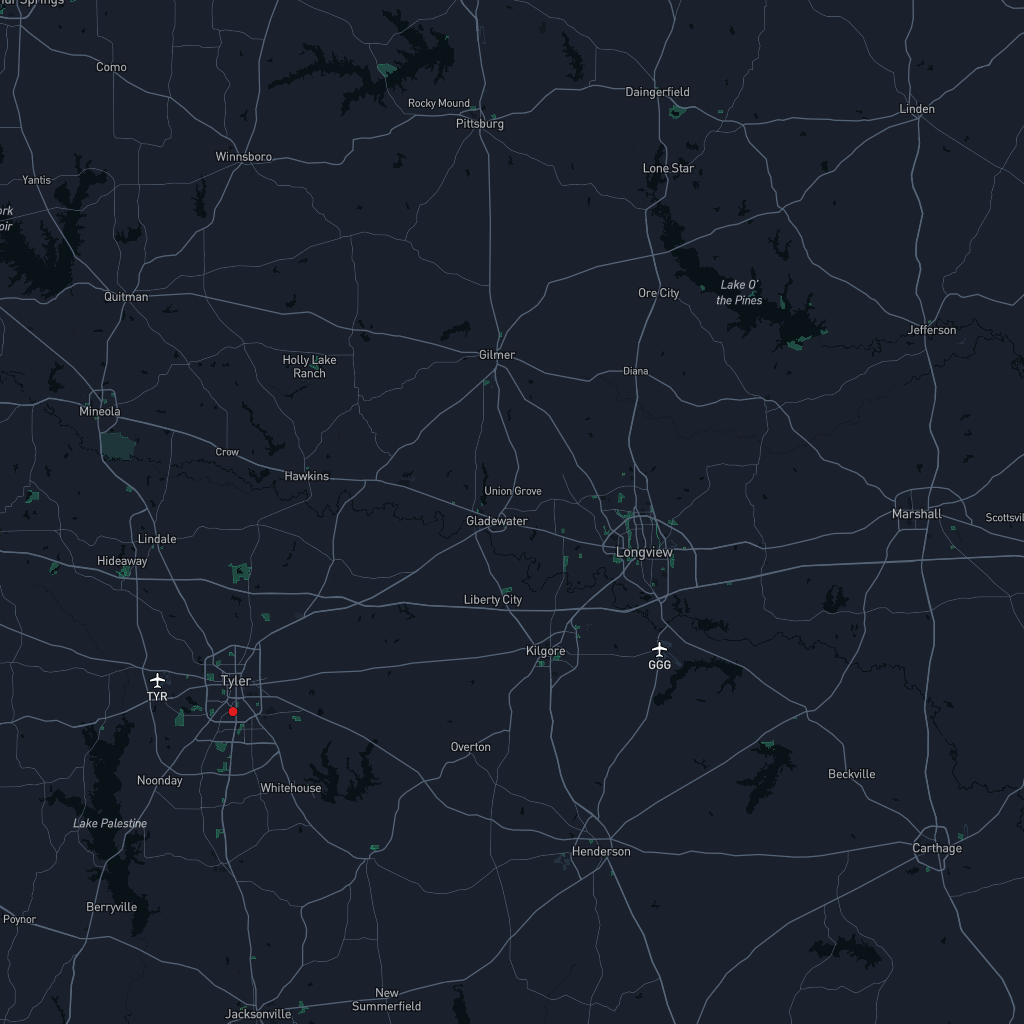 Springs
Como
Daingerfield
Rocky Mound
Linden
Pittsburg
Winnsboro
Lone Star
Yantis
Quitman
Ore City
Lake O'
the Pines
Jefferson
Gilmer
Holly Lake
Ranch
Diana
Mineola
Crow
Hawkins
Union Grove
Gladewater
Marshall
Lindale
Longview
Hideaway
Liberty City
Kilgore
GGG
Tyler
TYR
Overton
Noonday
Whitehouse
Beckville
Lake Palestine
Henderson
Carthage
Berryville
Poynor
New
Summerfield
Jacksonville